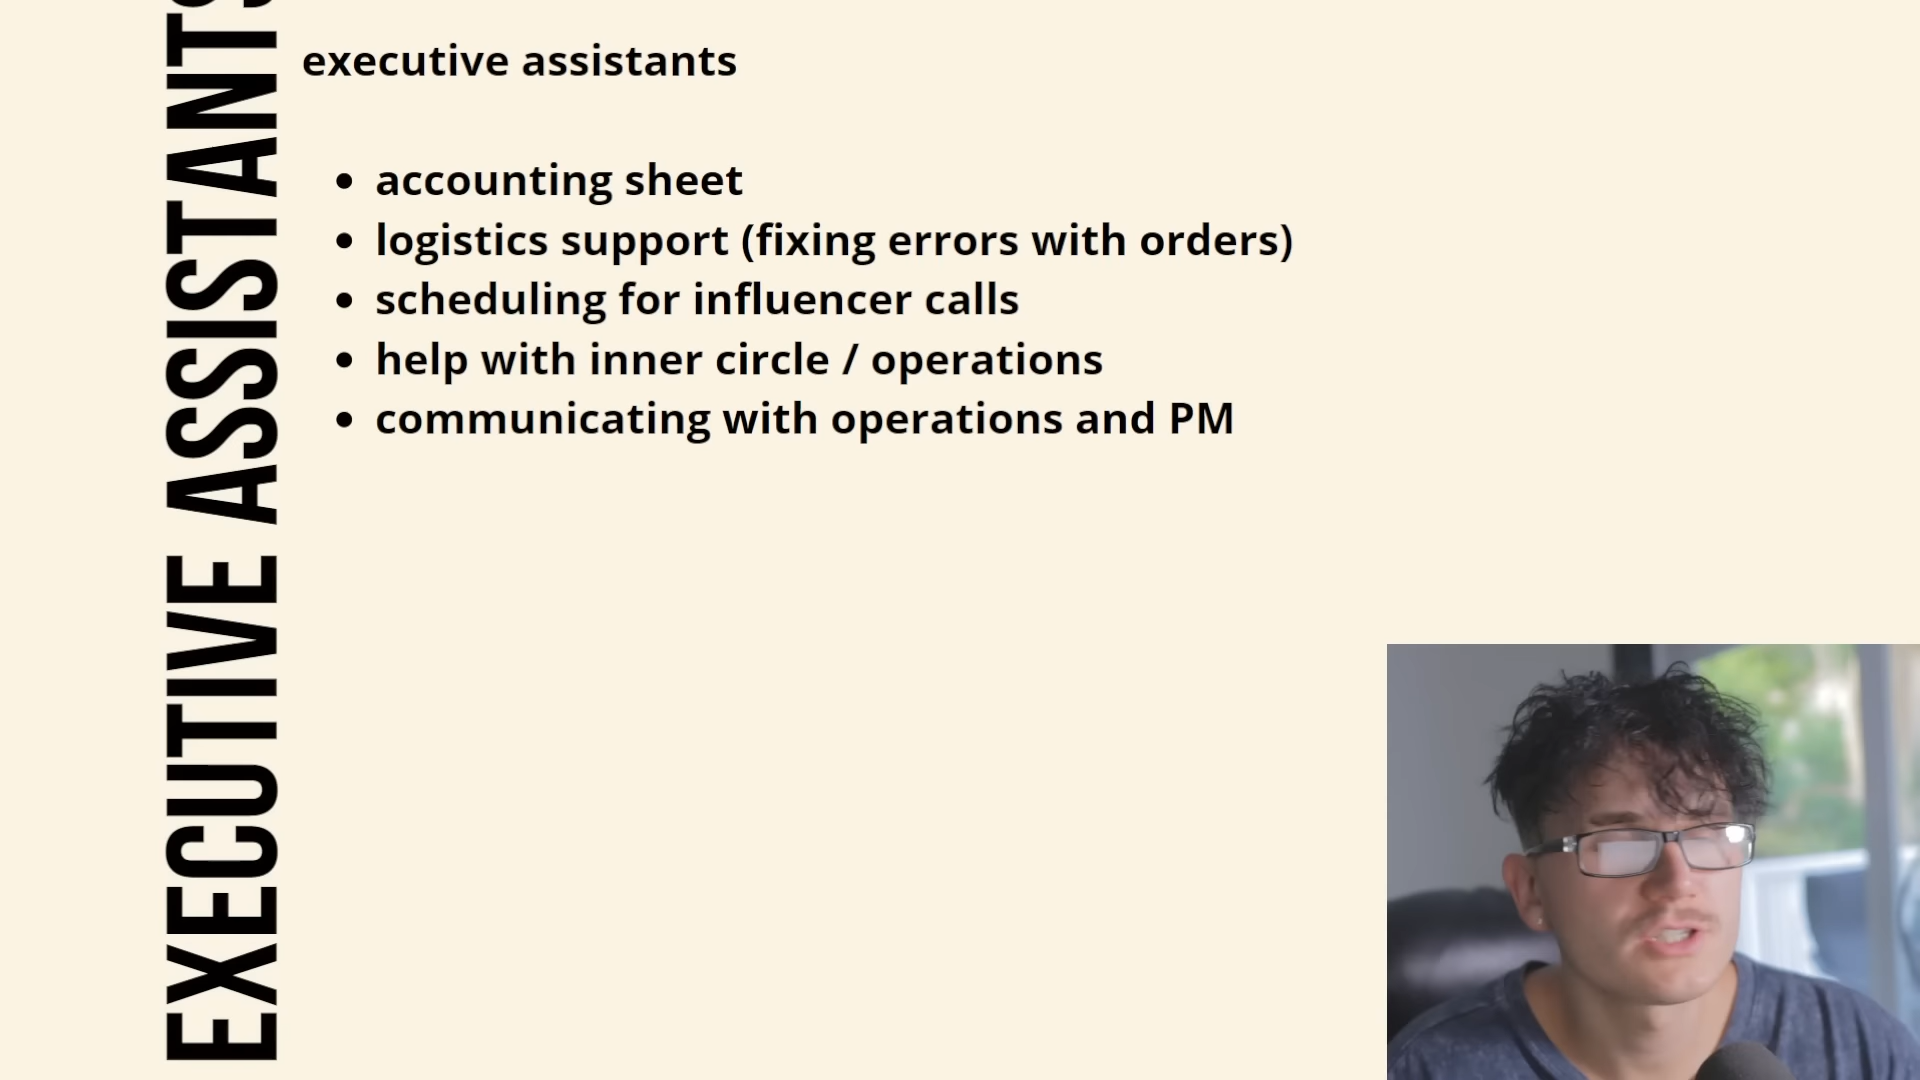 EXECUTIVE ASSISTANTS
executive assistants
• accounting sheet
• logistics support (fixing errors with orders)
• scheduling for influencer calls
• help with inner circle / operations
• communicating with operations and PM